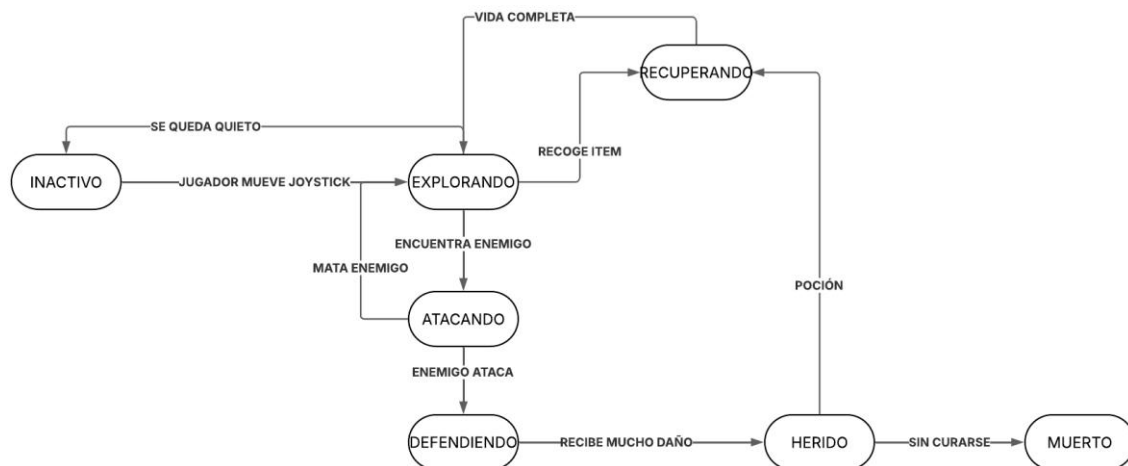 VIDA COMPLETA
RECUPERANDO
SE QUEDA QUIETO
RECOGE ITEM
INACTIVO
JUGADOR MUEVE JOYSTICK
EXPLORANDO
ENCUENTRA ENEMIGO
MATA ENEMIGO
POCIÓN
ATACANDO
ENEMIGO ATACA
DEFENDIENDO
RECIBE MUCHO DAÑO
HERIDO
SIN CURARSE
MUERTO